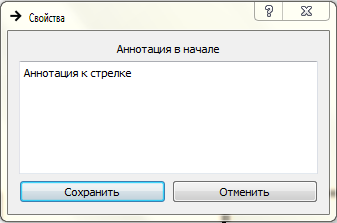 Свойства
Аннотация в начале
Аннотация к стрелке
Сохранить Отменить